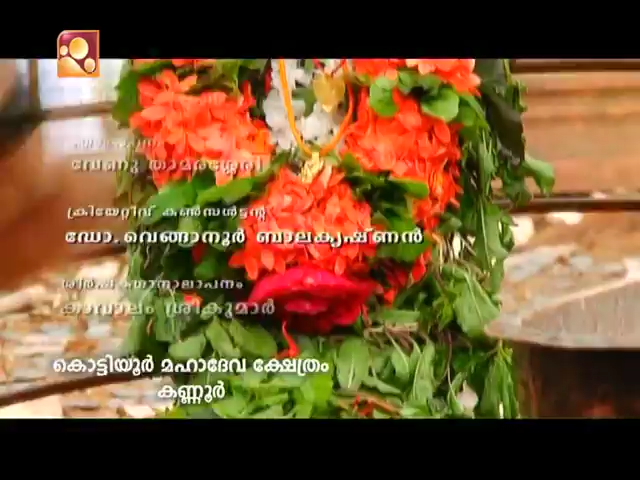 വേണു താമരശ്ശേരി
ക്രിയേറ്റിവ് കൺസൾട്ടന്റ
ഡോ. വെങ്ങാനൂർ ബാലകൃഷ്ണൻ
കാവാലം ശ്രീകുമാർ
കൊട്ടിയൂർ മഹാദേവ ക്ഷേത്രം
കണ്ണൂർ